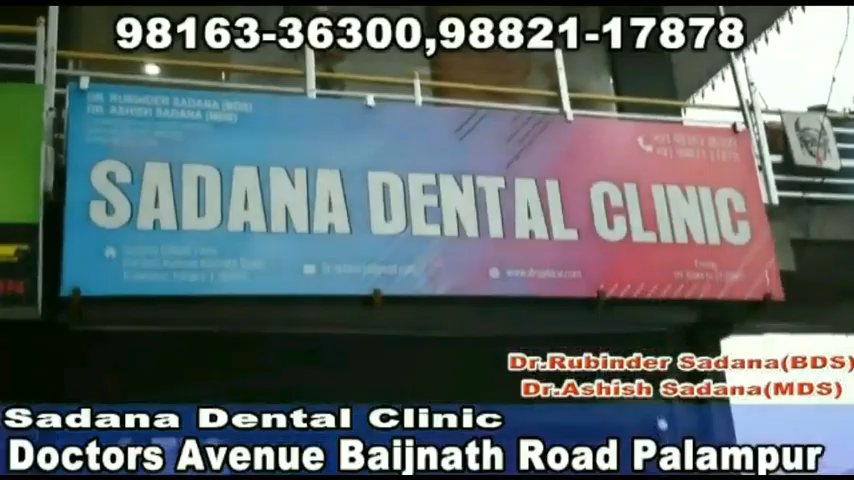 98163-36300,98821-17878
DR. RUBINDER SADANA (BDS)
DR. ASHISH SADANA (MDS)
SADANA DENTAL CLINIC
Dr.Rubinder Sadana(BDS)
Dr.Ashish Sadana(MDS)
Sadana Dental Clinic
Doctors Avenue Baijnath Road Palampur